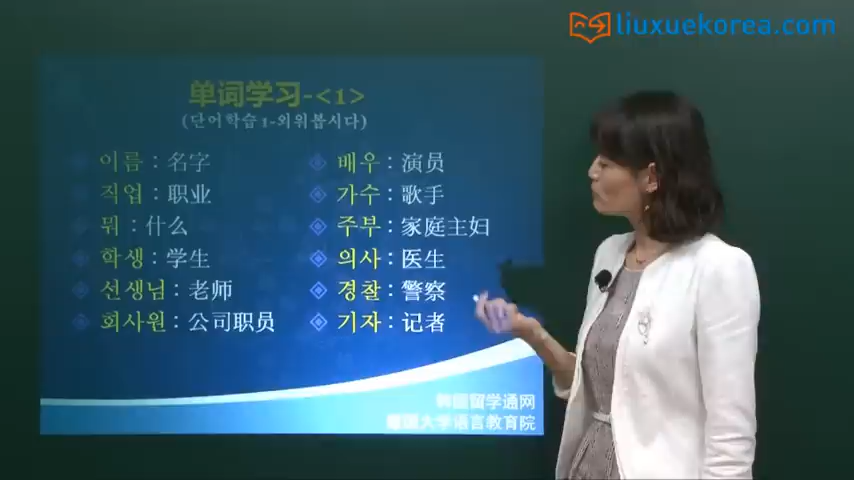 liuxuekorea.com
单词学习-<1>
(단어학습1-외워봅시다)
이름 : 名字
직업 : 职业
뭐 : 什么
학생 : 学生
선생님 : 老师
회사원 : 公司职员
배우 : 演员
가수 : 歌手
주부 : 家庭主妇
의사 : 医生
경찰 : 警察
기자 : 记者
韩国留学通网
大学语言教育院